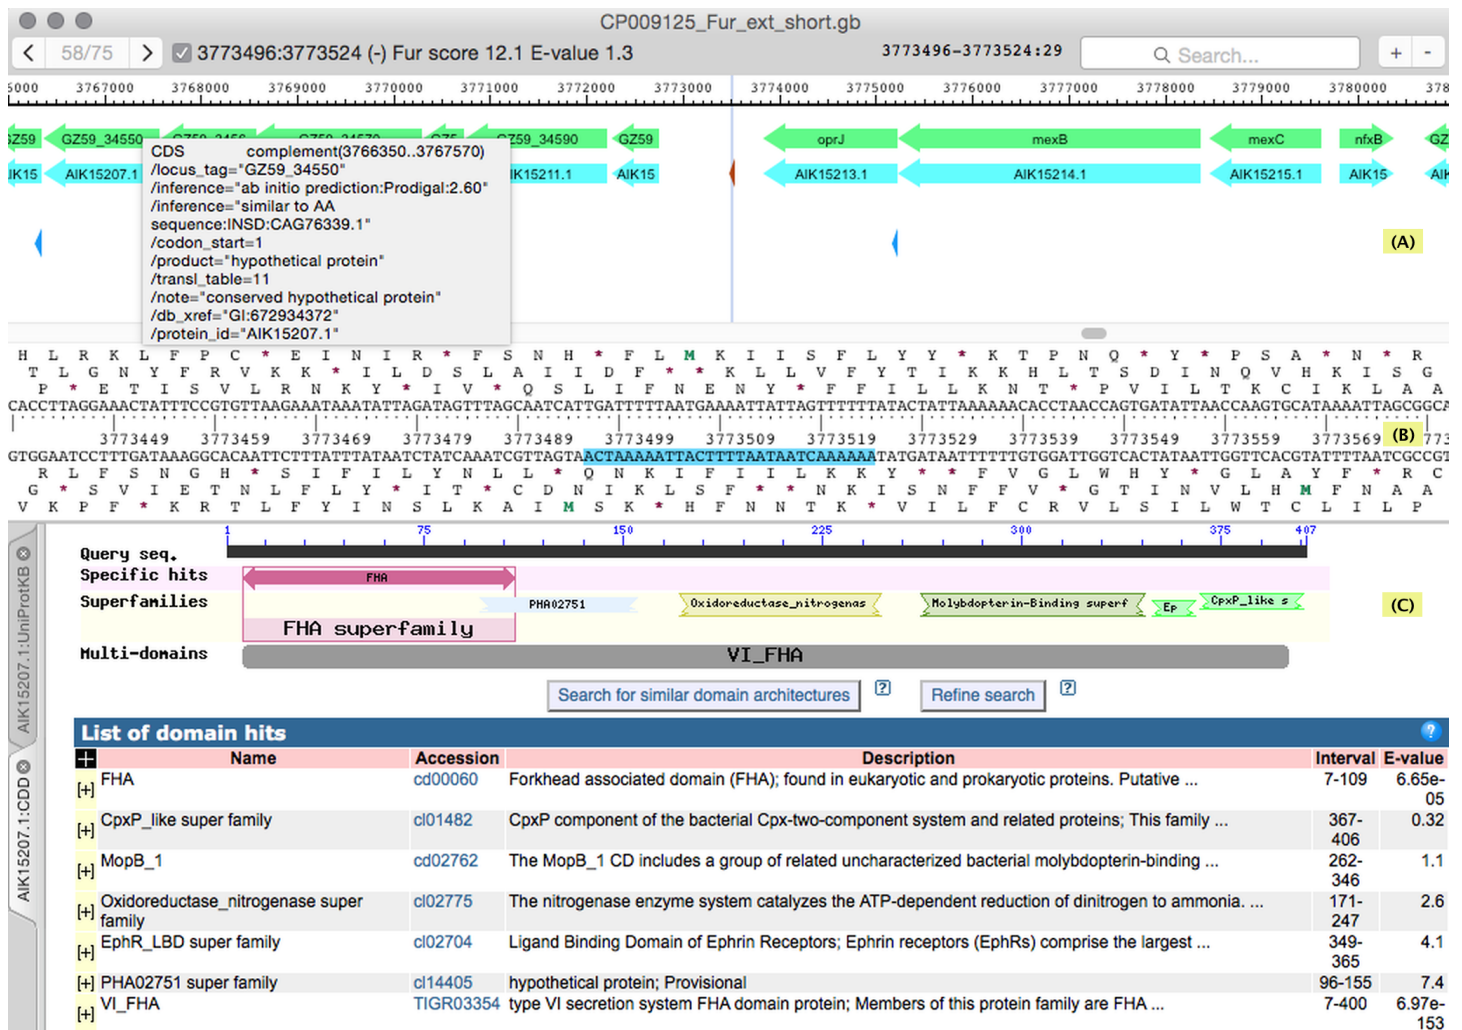 CP009125_Fur_ext_short.gb
58/75 3773496:3773524 (-) Fur score 12.1 E-value 1.3 3773496-3773524:29 Search... + -
5000 3767000 3768000 3769000 3770000 3771000 3772000 3773000 3774000 3775000 3776000 3777000 3778000 3779000 3780000 378
GZ59 GZ59_34550 GZ59_34590 GZ59 oprJ mexB mexC nfxB GZ
AIK15 AIK15207.1 IK15211.1 AIK15 AIK15213.1 AIK15214.1 AIK15215.1 AIK15 AIK
CDS complement(3766350..3767570)
/locus_tag="GZ59_34550"
/inference="ab initio prediction:Prodigal:2.60"
/inference="similar to AA
sequence:INSD:CAG76339.1"
/codon_start=1
/product="hypothetical protein"
/transl_table=11
/note="conserved hypothetical protein"
/db_xref="GI:672934372"
/protein_id="AIK15207.1"
(A)
H L R K L F P C * E I N I R * F S N H * F L M K I I S F L Y Y * K T P N Q * Y * P S A * N * R
T L G N Y F R V K K * I L D S L A I I D F * * K L L V F Y T I K K H L T S D I N Q V H K I S G
P * E T I S V L R N K Y * I V * Q S L I F N E N Y * F F I L L K N T * P V I L T K C I K L A A
CACCTTAGGAAACTATTTCCGTGTTAAGAAATAAATATTAGATAGTTTAGCAATCATTGATTTTTAATGAAAATTATTAGTTTTTTATACTATTAAAAAACACCTAACCAGTGATATTAACCAAGTGCATAAAATTAGCGGCA
3773449 3773459 3773469 3773479 3773489 3773499 3773509 3773519 3773529 3773539 3773549 3773559 3773569 (B) 773
GTGGAATCCTTTGATAAAGGCACAATTCTTTATTTATAATCTATCAAATCGTTAGTAACTAAAAATTACTTTTAATAATCAAAAAATATGATAATTTTTTGTGGATTGGTCACTATAATTGGTTCACGTATTTTAATCGCCGT
R L F S N G H * S I F I L Y N L L * Q N K I F I I L K K Y * * F V G L W H Y * G L A Y F * R C
G * S V I E T N L F L Y * I T * C D N I K L S F * * N K I S N F F V * G T I N V L H M F N A A
V K P F * K R T L F Y I N S L K A I M S K * H F N N T K * V I L F C R V L S I L W T C L I L P
AIK15207.1:UniProtKB
AIK15207.1:CDD
1 75 150 225 300 375 407
Query seq.
Specific hits FHA
Superfamilies PHA02751 Oxidoreductase_nitrogenas Molybdopterin-Binding superf Ep CpxP_like s (C)
FHA superfamily
Multi-domains VI_FHA
Search for similar domain architectures ? Refine search ?
List of domain hits ?
Name Accession Description Interval E-value
[+] FHA cd00060 Forkhead associated domain (FHA); found in eukaryotic and prokaryotic proteins. Putative ... 7-109 6.65e-05
[+] CpxP_like super family cl01482 CpxP component of the bacterial Cpx-two-component system and related proteins; This family ... 367-406 0.32
[+] MopB_1 cd02762 The MopB_1 CD includes a group of related uncharacterized bacterial molybdopterin-binding ... 262-346 1.1
[+] Oxidoreductase_nitrogenase super family cl02775 The nitrogenase enzyme system catalyzes the ATP-dependent reduction of dinitrogen to ammonia. ... 171-247 2.6
[+] EphR_LBD super family cl02704 Ligand Binding Domain of Ephrin Receptors; Ephrin receptors (EphRs) comprise the largest ... 349-365 4.1
[+] PHA02751 super family cl14405 hypothetical protein; Provisional 96-155 7.4
[+] VI_FHA TIGR03354 type VI secretion system FHA domain protein; Members of this protein family are FHA ... 7-400 6.97e-153